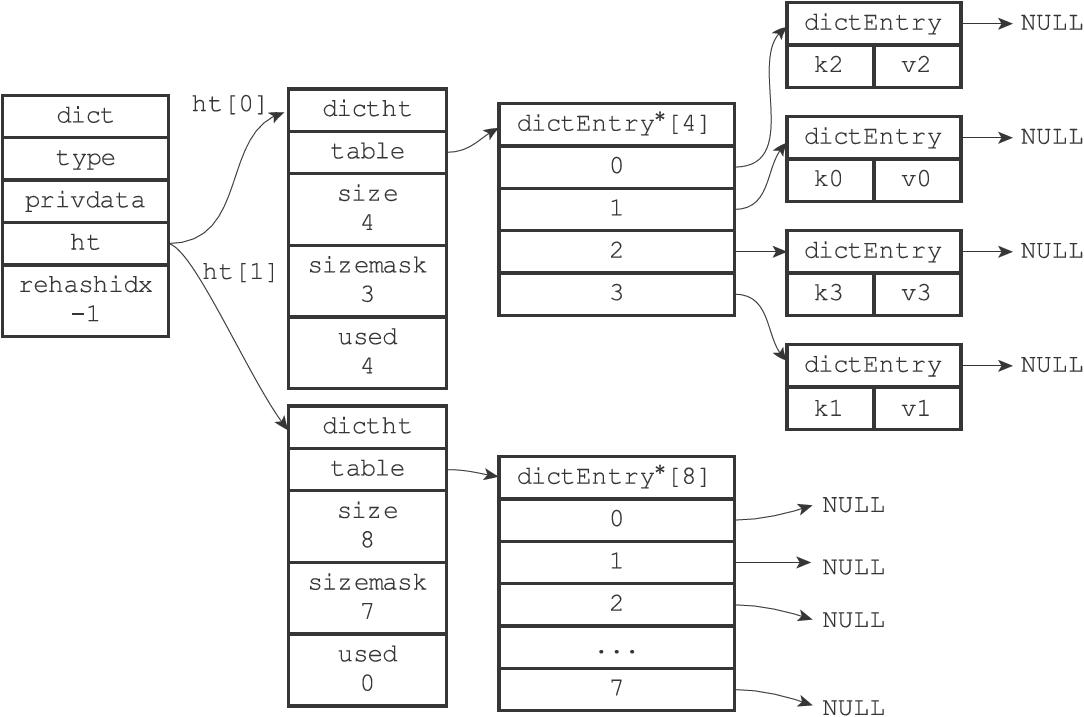 dict
type
privdata
ht
rehashidx
-1
ht[0]
ht[1]
dictht
table
size
4
sizemask
3
used
4
dictEntry*[4]
0
1
2
3
dictEntry
k2 v2
NULL
dictEntry
k0 v0
NULL
dictEntry
k3 v3
NULL
dictEntry
k1 v1
NULL
dictht
table
size
8
sizemask
7
used
0
dictEntry*[8]
0
1
2
...
7
NULL
NULL
NULL
NULL